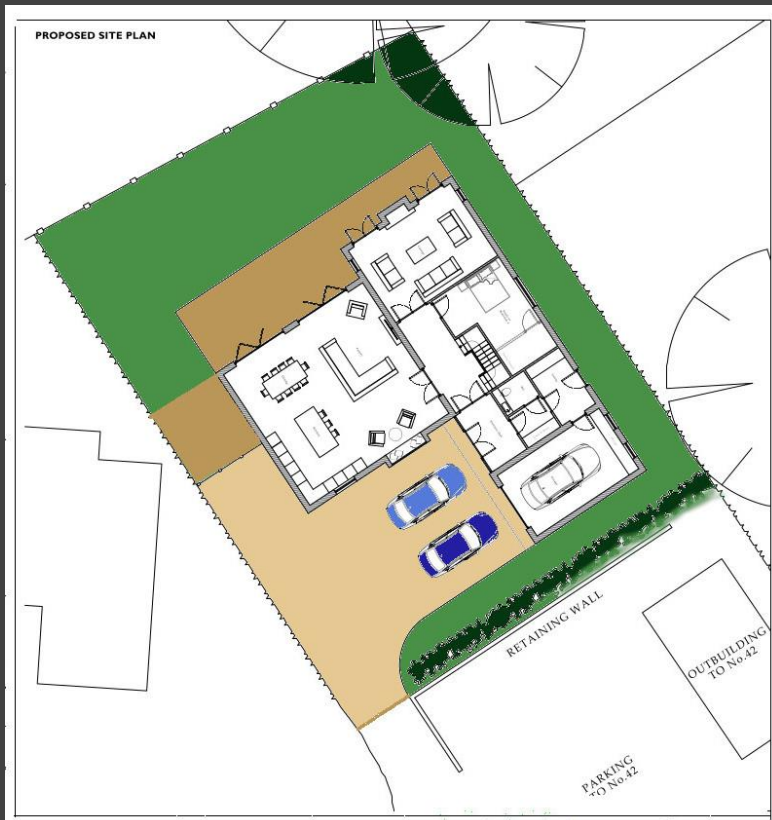 PROPOSED SITE PLAN
RETAINING WALL
OUTBUILDING
TO No.42
PARKING
TO No.42